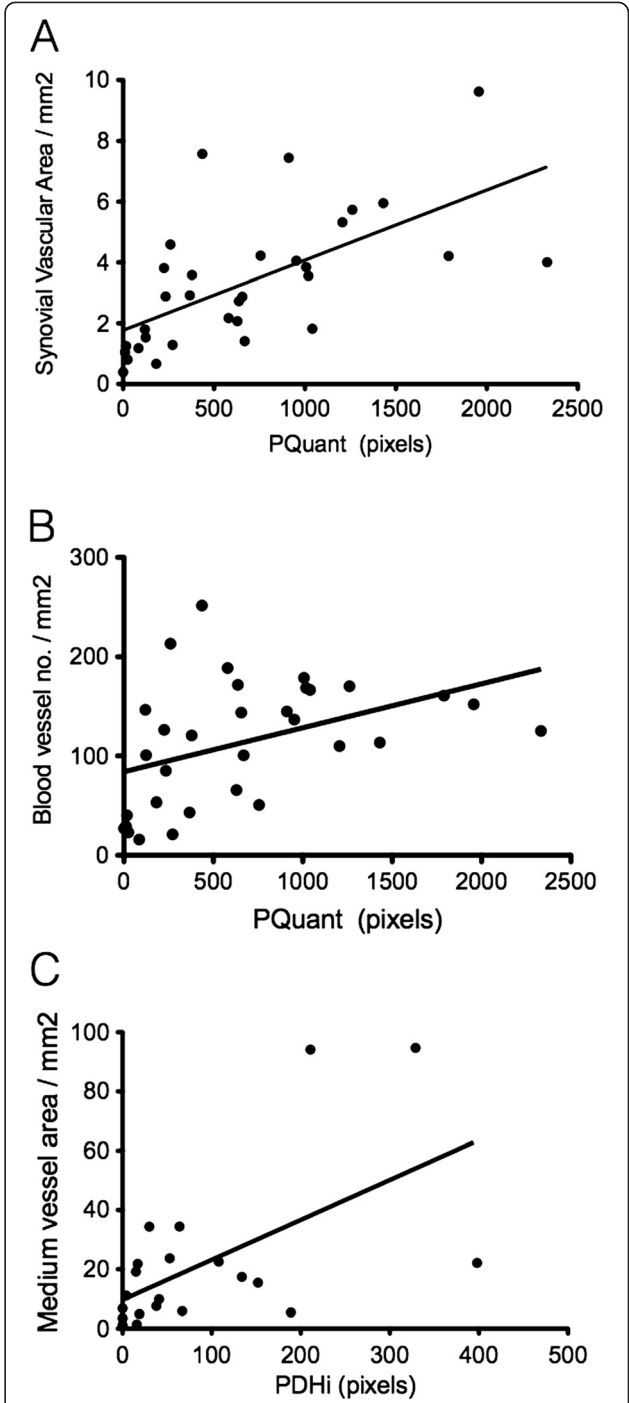 A
Synovial Vascular Area / mm2
10
8
6
4
2
0
0 500 1000 1500 2000 2500
PQuant (pixels)
B
Blood vessel no. / mm2
300
200
100
0
0 500 1000 1500 2000 2500
PQuant (pixels)
C
Medium vessel area / mm2
100
80
60
40
20
0
0 100 200 300 400 500
PDHi (pixels)